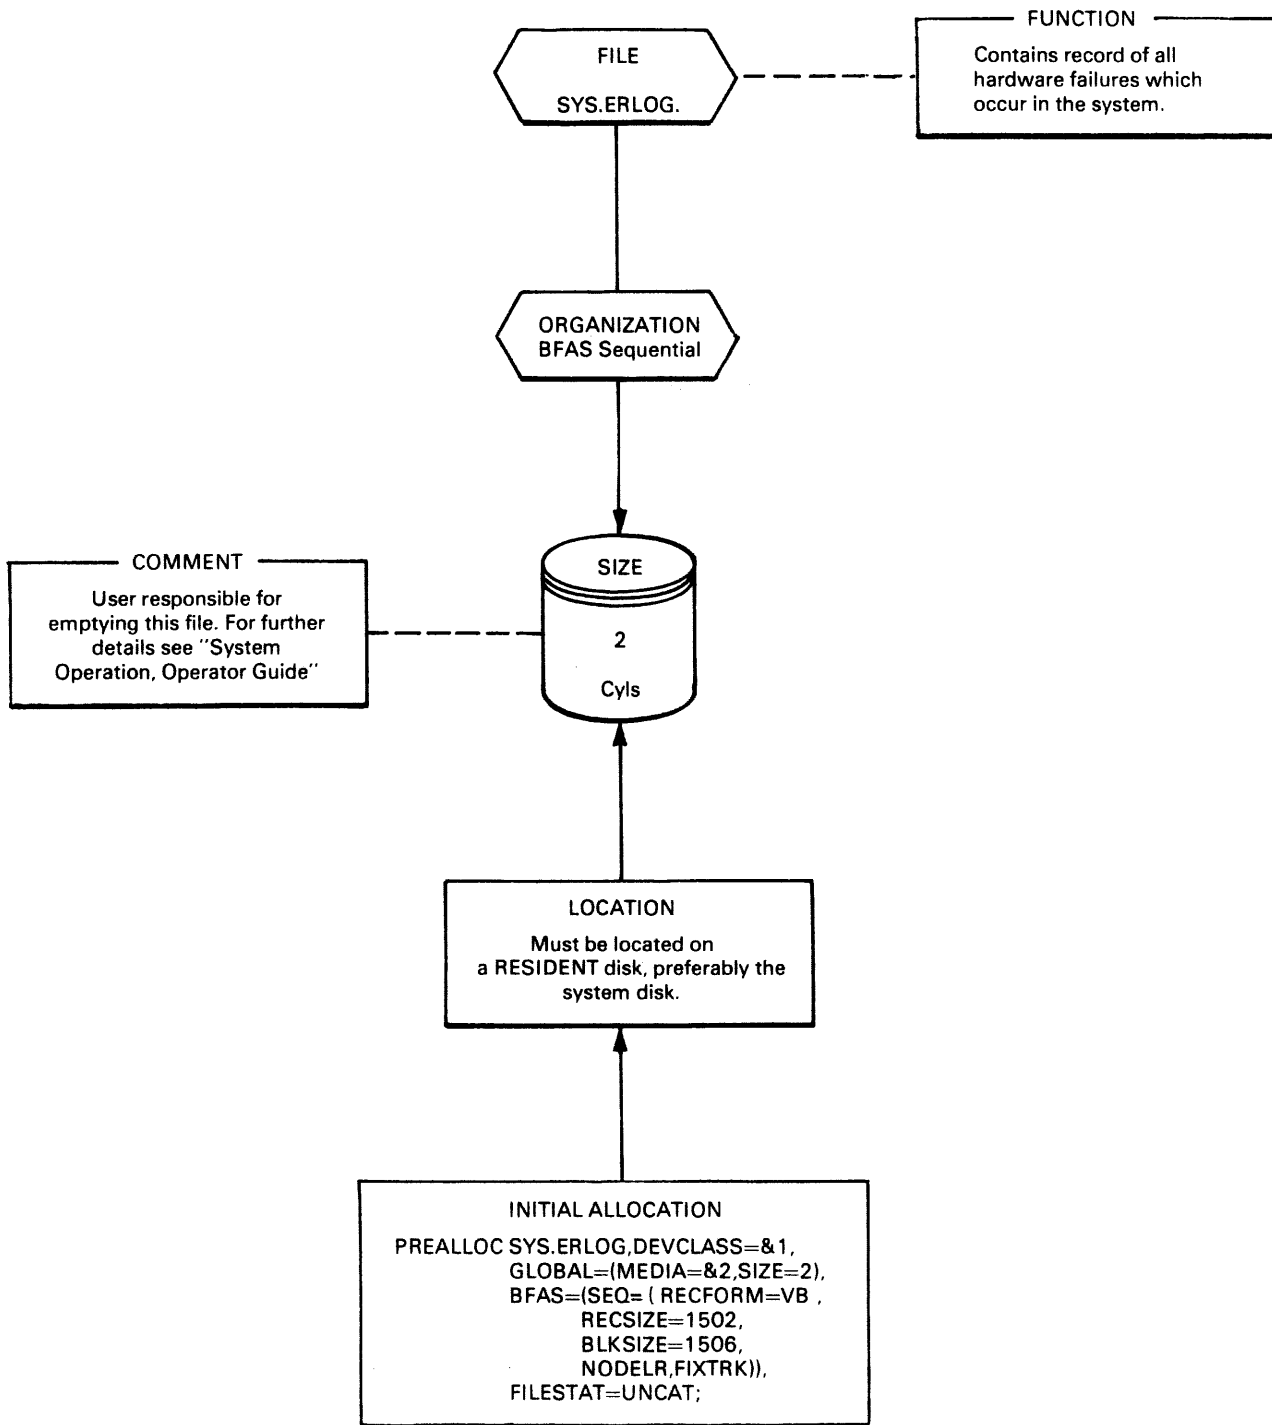 FILE
SYS.ERLOG.
FUNCTION
Contains record of all
hardware failures which
occur in the system.
ORGANIZATION
BFAS Sequential
COMMENT
User responsible for
emptying this file. For further
details see "System
Operation, Operator Guide"
SIZE
2
Cyls
LOCATION
Must be located on
a RESIDENT disk, preferably the
system disk.
INITIAL ALLOCATION
PREALLOC SYS.ERLOG,DEVCLASS=&1,
GLOBAL=(MEDIA=&2,SIZE=2),
BFAS=(SEQ=( RECFORM=VB ,
RECSIZE=1502,
BLKSIZE=1506,
NODELR,FIXTRK)),
FILESTAT=UNCAT;